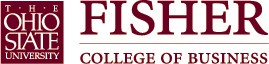 THE
OHIO
STATE
UNIVERSITY
FISHER
COLLEGE OF BUSINESS